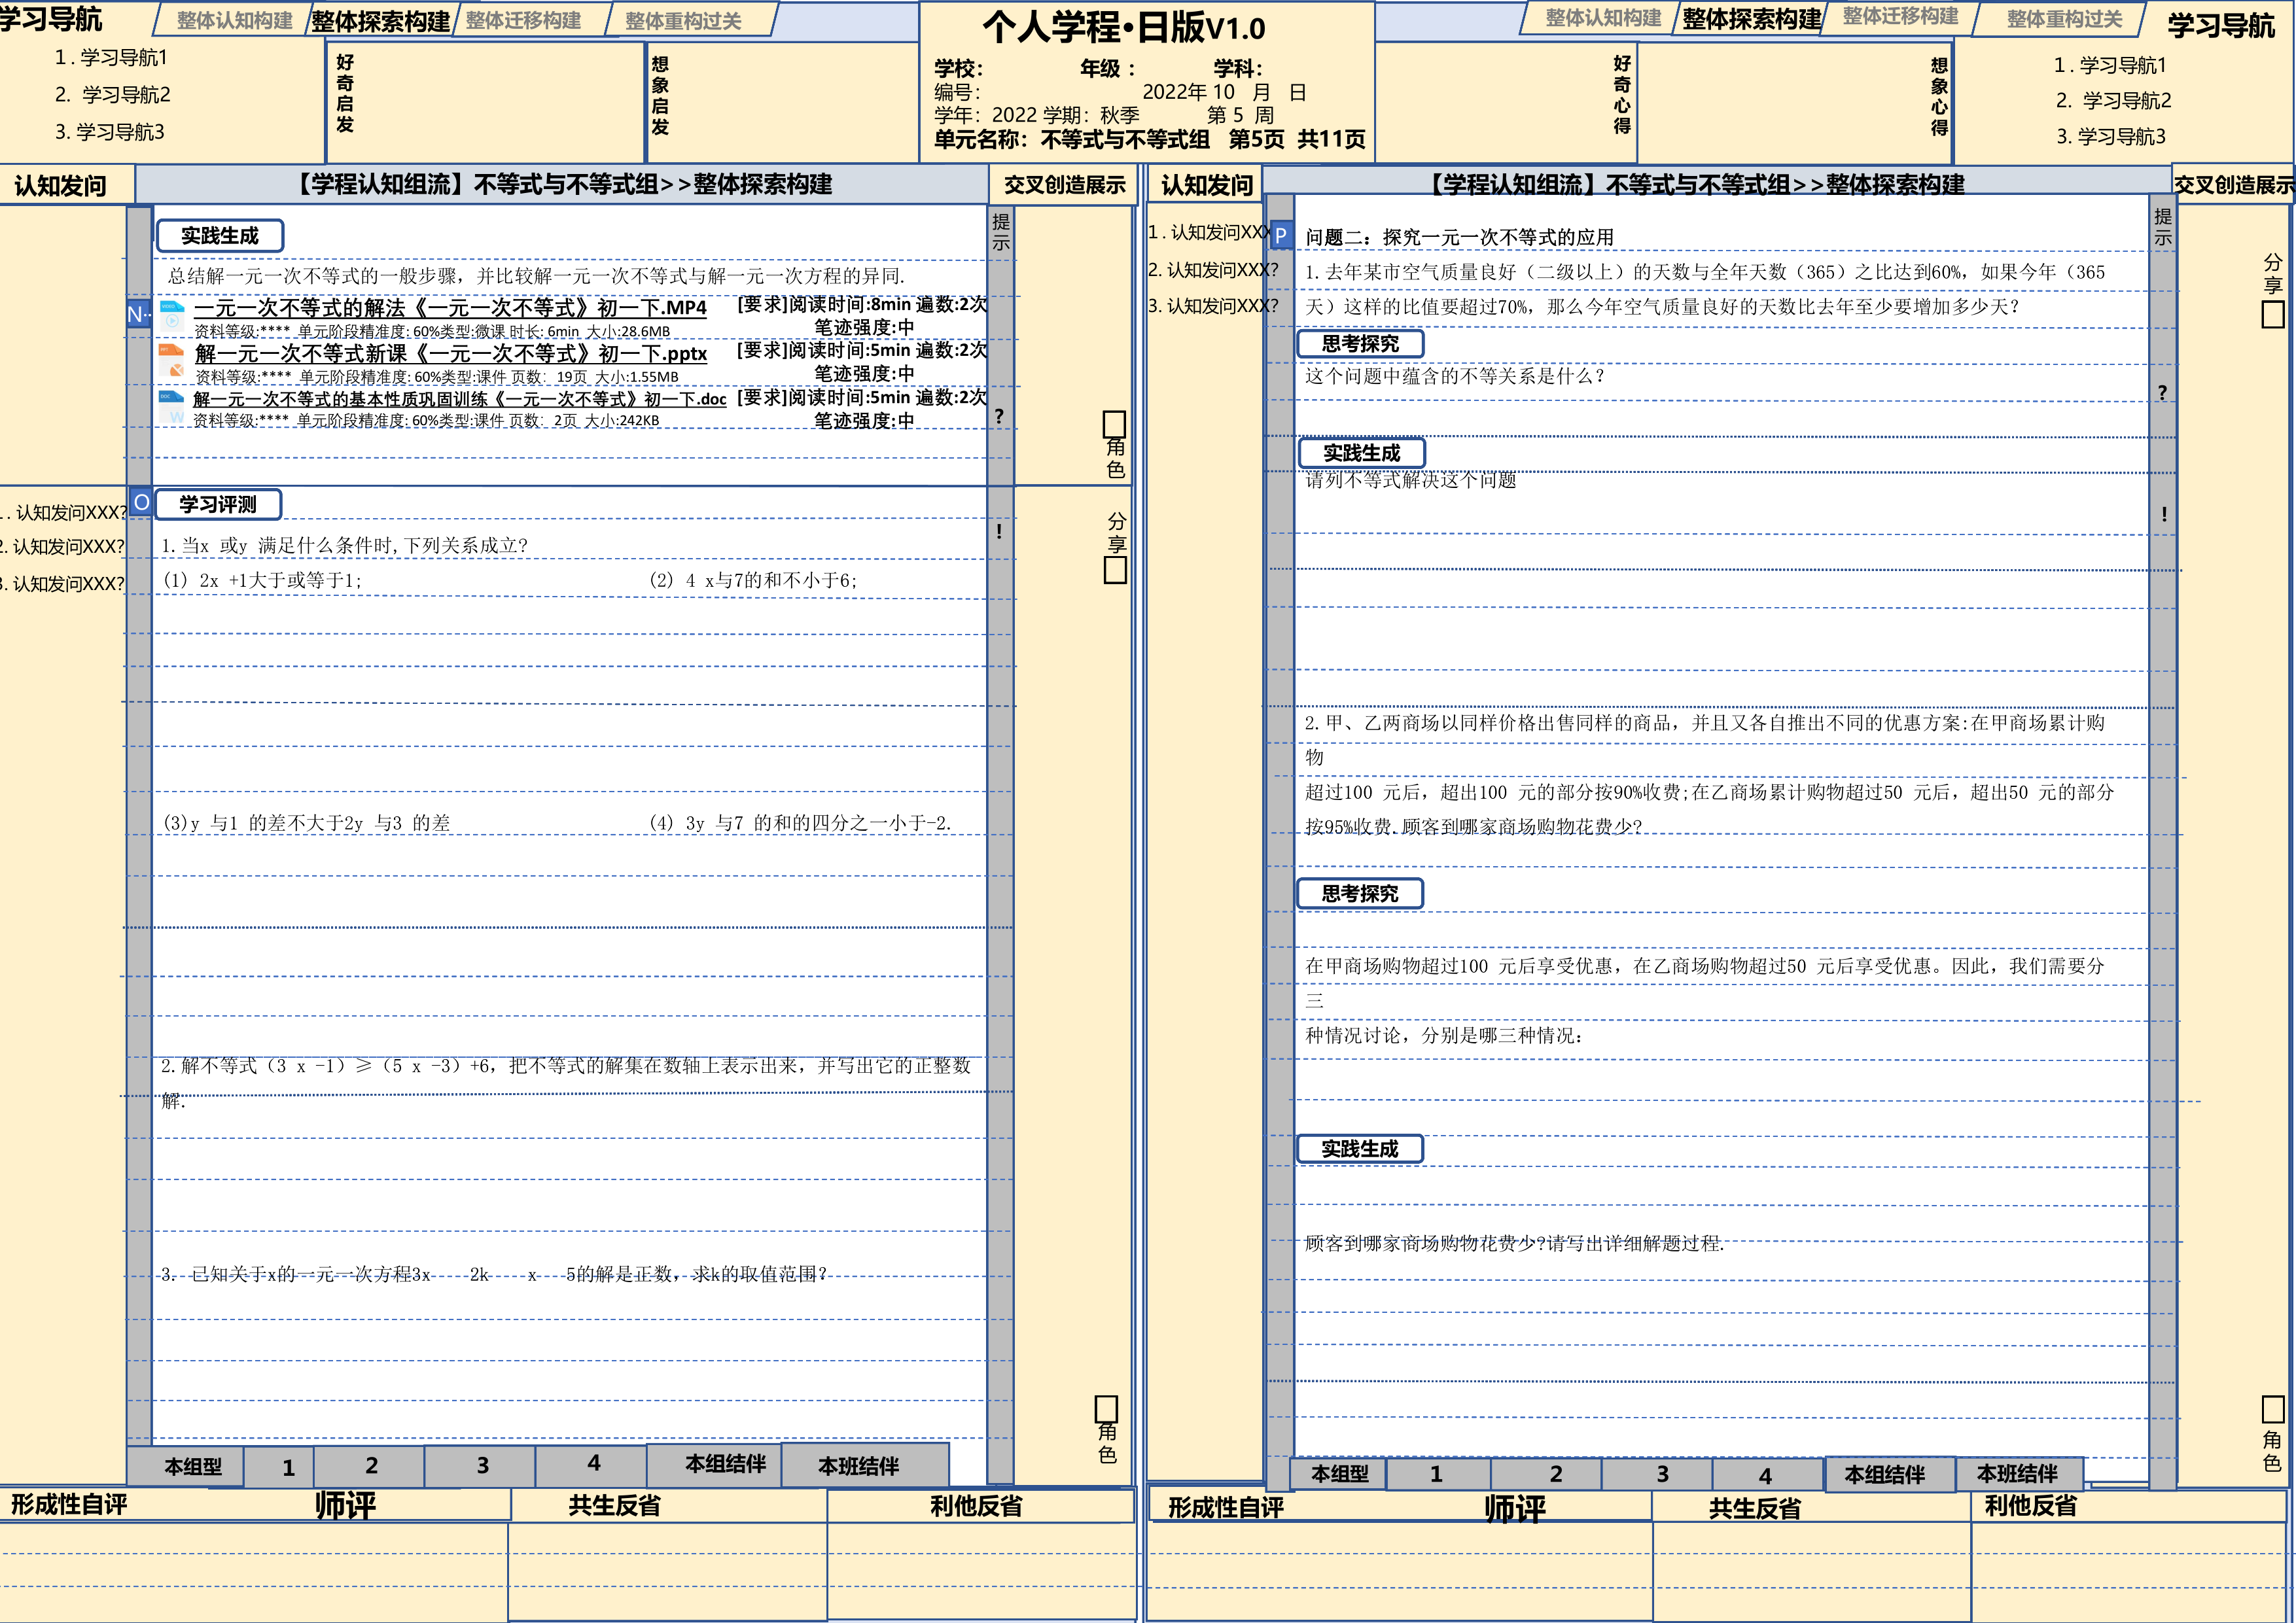 学习导航
整体认知构建
整体探索构建
整体迁移构建
整体重构过关
1.学习导航1
2. 学习导航2
3.学习导航3
好奇启发
想象启发
个人学程•日版V1.0
学校： 年级： 学科：
编号： 2022年 10 月 日
学年：2022 学期：秋季 第 5 周
单元名称：不等式与不等式组 第5页 共11页
整体认知构建
整体探索构建
整体迁移构建
整体重构过关
学习导航
好奇心得
想象心得
1.学习导航1
2. 学习导航2
3.学习导航3
认知发问
【学程认知组流】不等式与不等式组>>整体探索构建
交叉创造展示
提示
实践生成
总结解一元一次不等式的一般步骤，并比较解一元一次不等式与解一元一次方程的异同.
N
一元一次不等式的解法《一元一次不等式》初一下.MP4
[要求]阅读时间:8min 遍数:2次
笔迹强度:中
资料等级:**** 单元阶段精准度: 60%类型:微课 时长: 6min 大小:28.6MB
解一元一次不等式新课《一元一次不等式》初一下.pptx
[要求]阅读时间:5min 遍数:2次
笔迹强度:中
资料等级:**** 单元阶段精准度: 60%类型:课件 页数: 19页 大小:1.55MB
解一元一次不等式的基本性质巩固训练《一元一次不等式》初一下.doc
[要求]阅读时间:5min 遍数:2次
笔迹强度:中
资料等级:**** 单元阶段精准度: 60%类型:课件 页数: 2页 大小:242KB
?
角色
O
学习评测
!
分享
. 认知发问XXX?
. 认知发问XXX?
. 认知发问XXX?
1.当x 或y 满足什么条件时,下列关系成立?
(1) 2x +1大于或等于1;
(2) 4 x与7的和不小于6;
(3)y 与1 的差不大于2y 与3 的差
(4) 3y 与7 的和的四分之一小于-2.
2.解不等式（3 x -1）≥（5 x -3）+6，把不等式的解集在数轴上表示出来，并写出它的正整数
解.
3. 已知关于x的一元一次方程3x 2k x 5的解是正数，求k的取值范围?
角色
本组型 1 2 3 4 本组结伴 本班结伴
形成性自评 师评 共生反省 利他反省
认知发问
【学程认知组流】不等式与不等式组>>整体探索构建
交叉创造展示
1. 认知发问XXX
2. 认知发问XXX?
3. 认知发问XXX?
P
提示
分享
问题二：探究一元一次不等式的应用
1.去年某市空气质量良好（二级以上）的天数与全年天数（365）之比达到60%，如果今年（365
天）这样的比值要超过70%，那么今年空气质量良好的天数比去年至少要增加多少天?
思考探究
这个问题中蕴含的不等关系是什么?
?
实践生成
请列不等式解决这个问题
!
2.甲、乙两商场以同样价格出售同样的商品，并且又各自推出不同的优惠方案:在甲商场累计购
物
超过100 元后，超出100 元的部分按90%收费;在乙商场累计购物超过50 元后，超出50 元的部分
按95%收费.顾客到哪家商场购物花费少?
思考探究
在甲商场购物超过100 元后享受优惠，在乙商场购物超过50 元后享受优惠。因此，我们需要分
三
种情况讨论，分别是哪三种情况:
实践生成
顾客到哪家商场购物花费少?请写出详细解题过程.
角色
本组型 1 2 3 4 本组结伴 本班结伴
形成性自评 师评 共生反省 利他反省